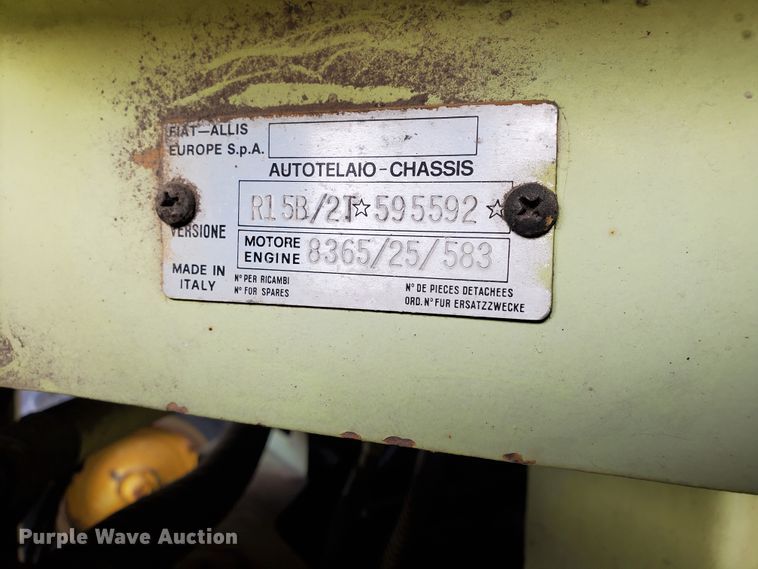 FIAT—ALLIS
EUROPE S.p.A.
AUTOTELAIO-CHASSIS
R15B/2T☆595592☆
VERSIONE
MOTORE
ENGINE
8365/25/583
MADE IN
ITALY
N° PER RICAMBI
N° FOR SPARES
N° DE PIECES DETACHEES
ORD. N° FUR ERSATZZWECKE
Purple Wave Auction